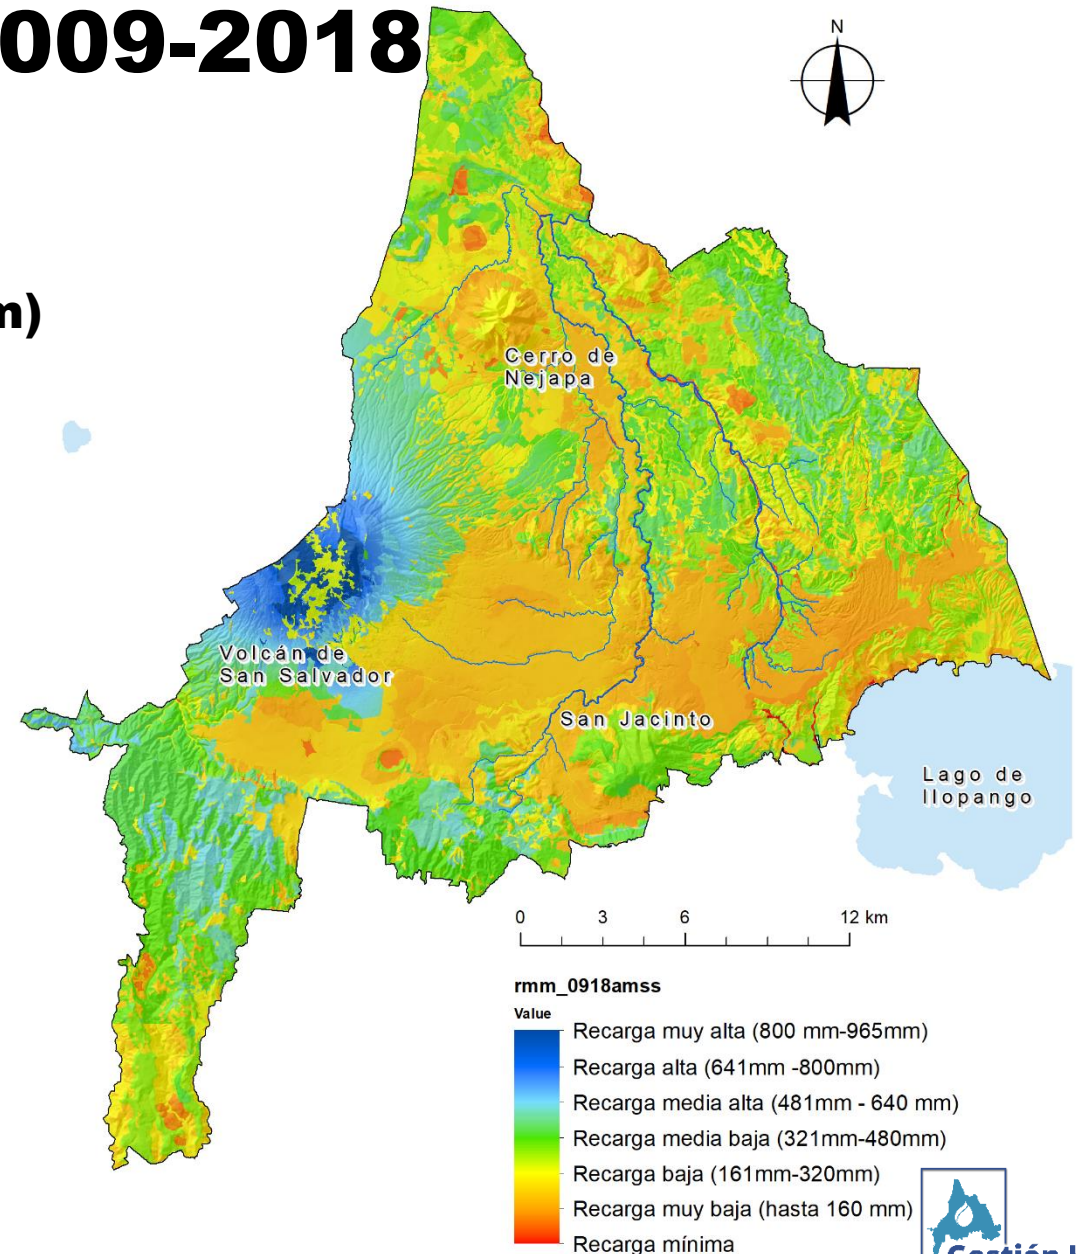 009-2018
N
m)
Cerro de
Nejapa
Volcán de
San Salvador
San Jacinto
Lago de
Ilopango
0 3 6 12 km
rmm_0918amss
Value
Recarga muy alta (800 mm-965mm)
Recarga alta (641mm -800mm)
Recarga media alta (481mm - 640 mm)
Recarga media baja (321mm-480mm)
Recarga baja (161mm-320mm)
Recarga muy baja (hasta 160 mm)
Recarga mínima
Gestión